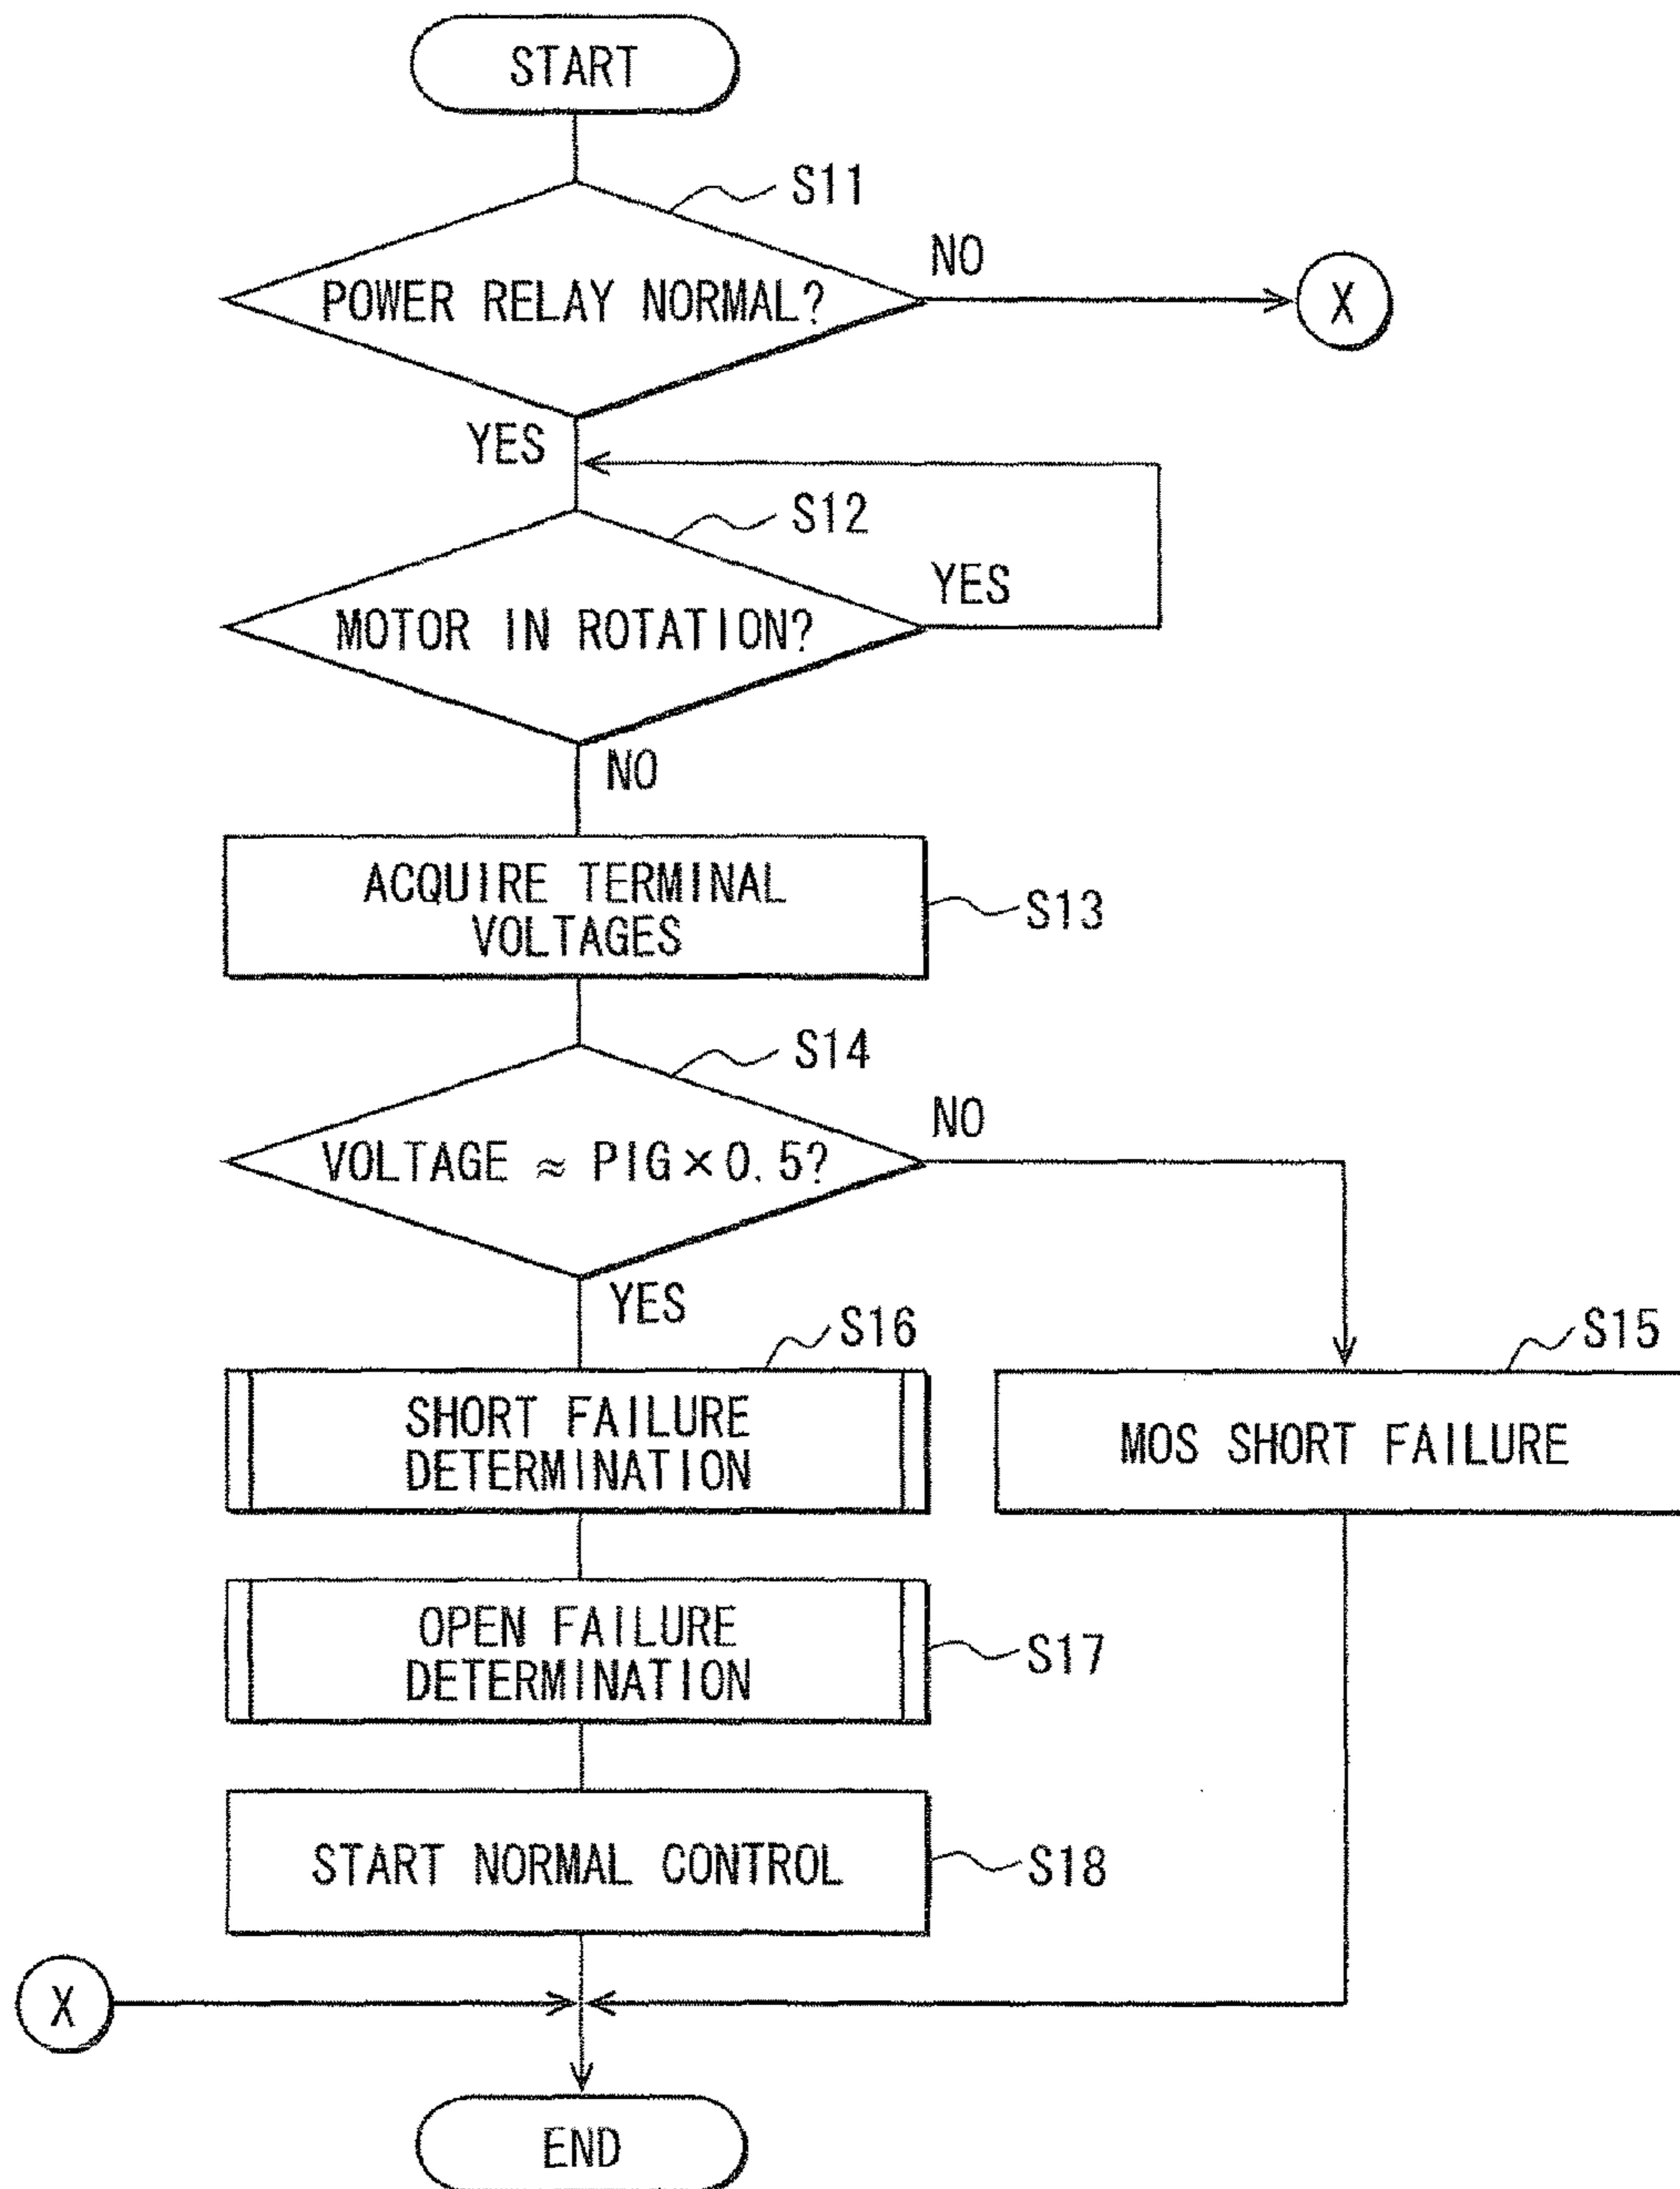 START
S11
POWER RELAY NORMAL?
NO
X
YES
S12
MOTOR IN ROTATION?
YES
NO
ACQUIRE TERMINAL
VOLTAGES
S13
S14
VOLTAGE ≈ PIG×0.5?
NO
YES
S16
SHORT FAILURE
DETERMINATION
S15
MOS SHORT FAILURE
OPEN FAILURE
DETERMINATION
S17
START NORMAL CONTROL
S18
X
END